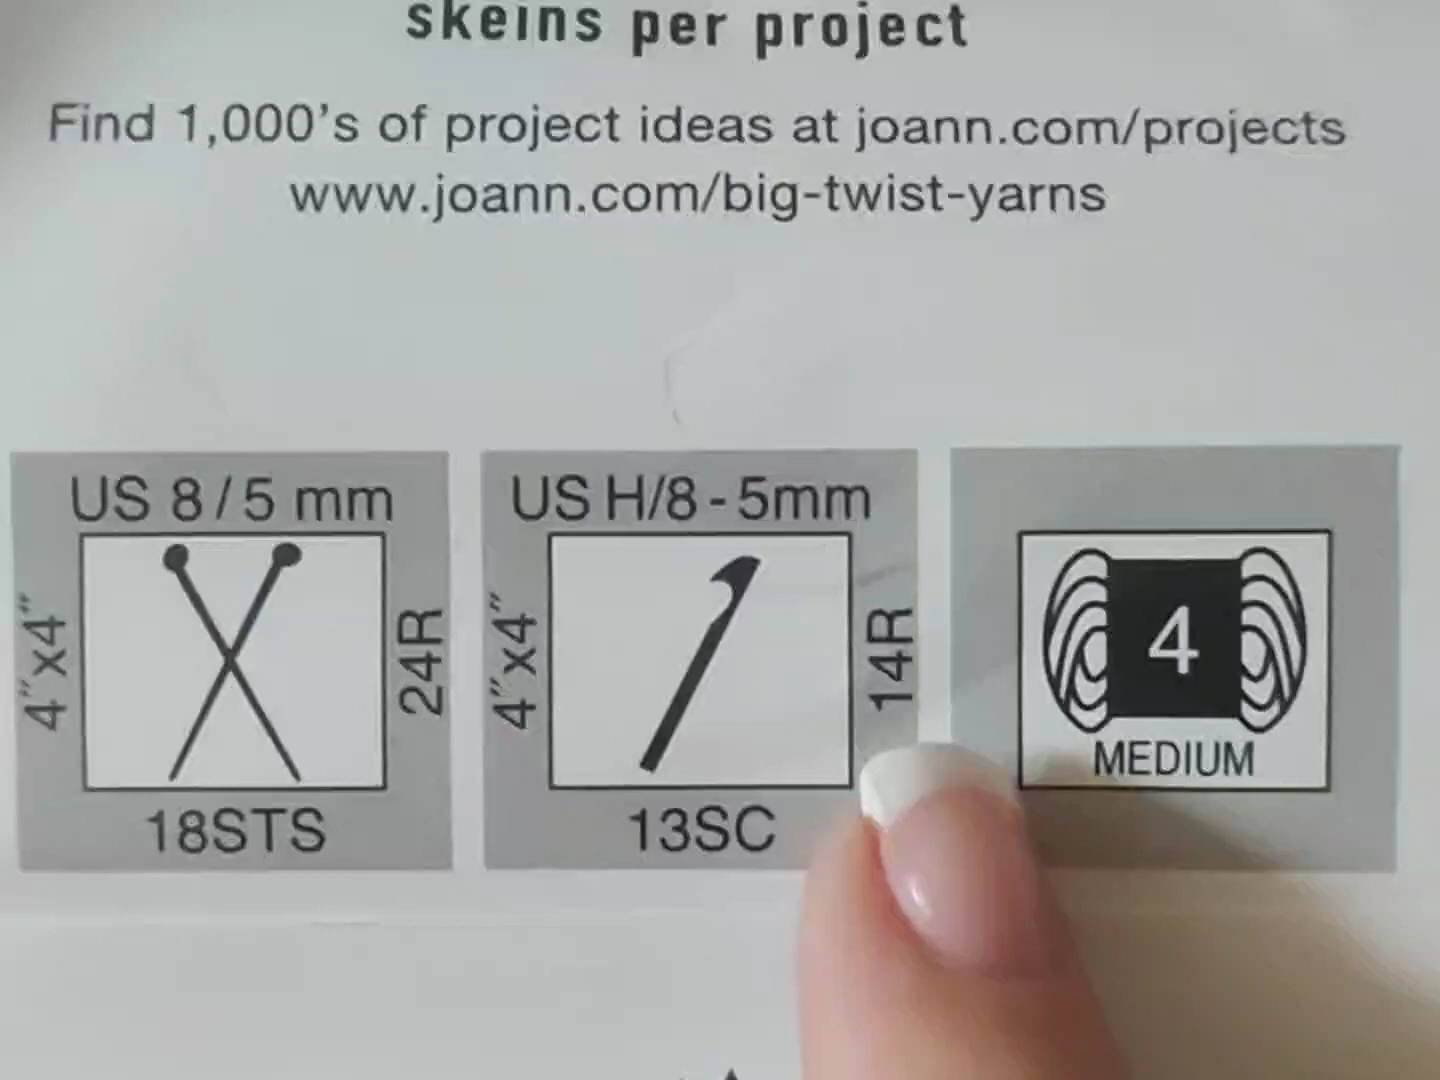 skeins per project
Find 1,000's of project ideas at joann.com/projects
www.joann.com/big-twist-yarns
US 8/5 mm
4"x4"
24R
18STS
US H/8-5mm
4"x4"
14R
13SC
4
MEDIUM